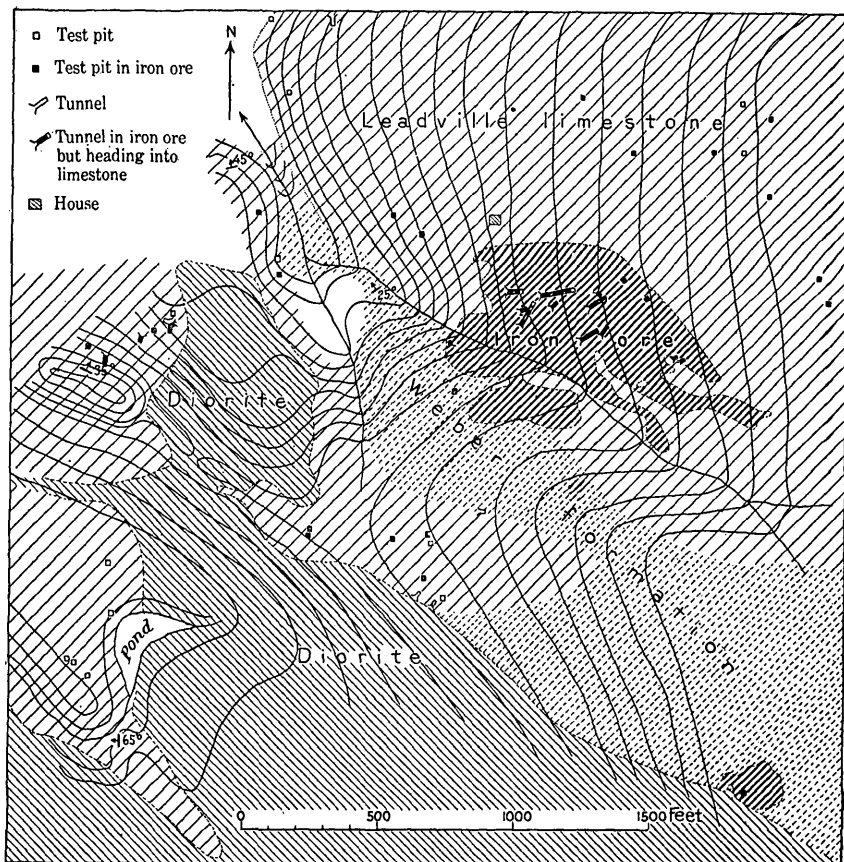 Test pit
Test pit in iron ore
Tunnel
Tunnel in iron ore
but heading into
limestone
House
N
45°
Leadville limestone
25°
Iron ore
35°
Diorite
Weber formation
Pond
Diorite
65°
0 500 1000 1500 Feet